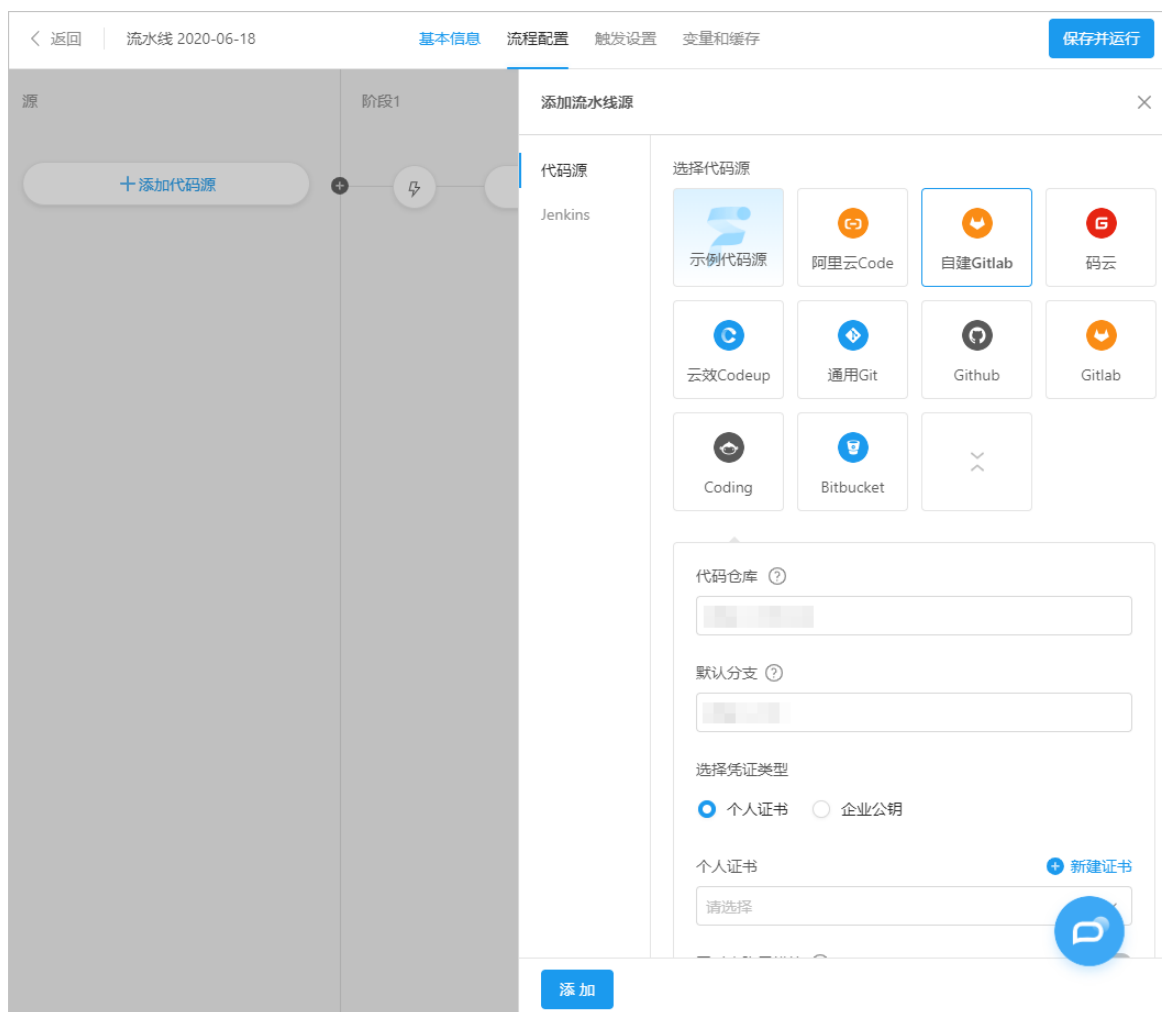 返回 流水线 2020-06-18 基本信息 流程配置 触发设置 变量和缓存 保存并运行
源 阶段1 添加流水线源
添加代码源
代码源
Jenkins
选择代码源
示例代码源 阿里云Code 自建Gitlab 码云
云效Codeup 通用Git Github Gitlab
Coding Bitbucket
代码仓库
默认分支
选择凭证类型
个人证书 企业公钥
个人证书 新建证书
请选择
添加